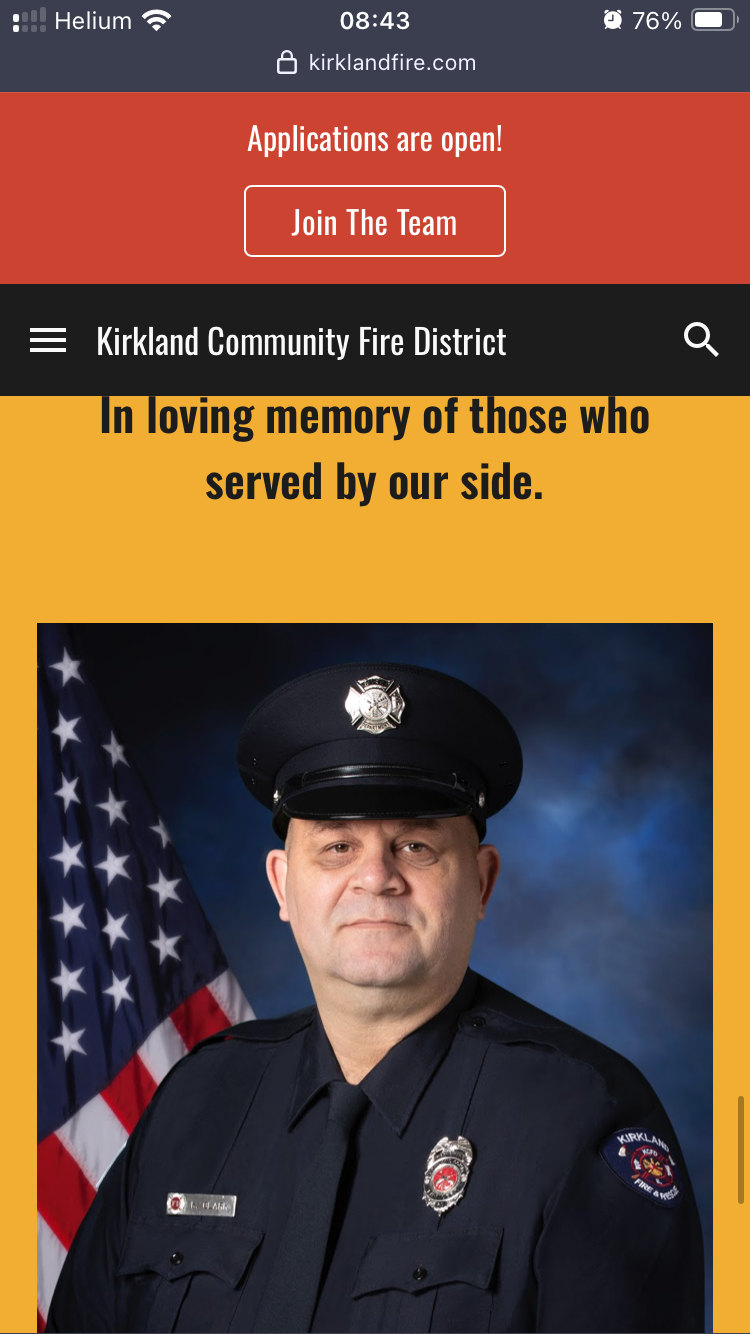 Helium
08:43
76%
kirklandfire.com
Applications are open!
Join The Team
Kirkland Community Fire District
In loving memory of those who
served by our side.
KIRKLAND
KCFD
FIRE & RESCUE